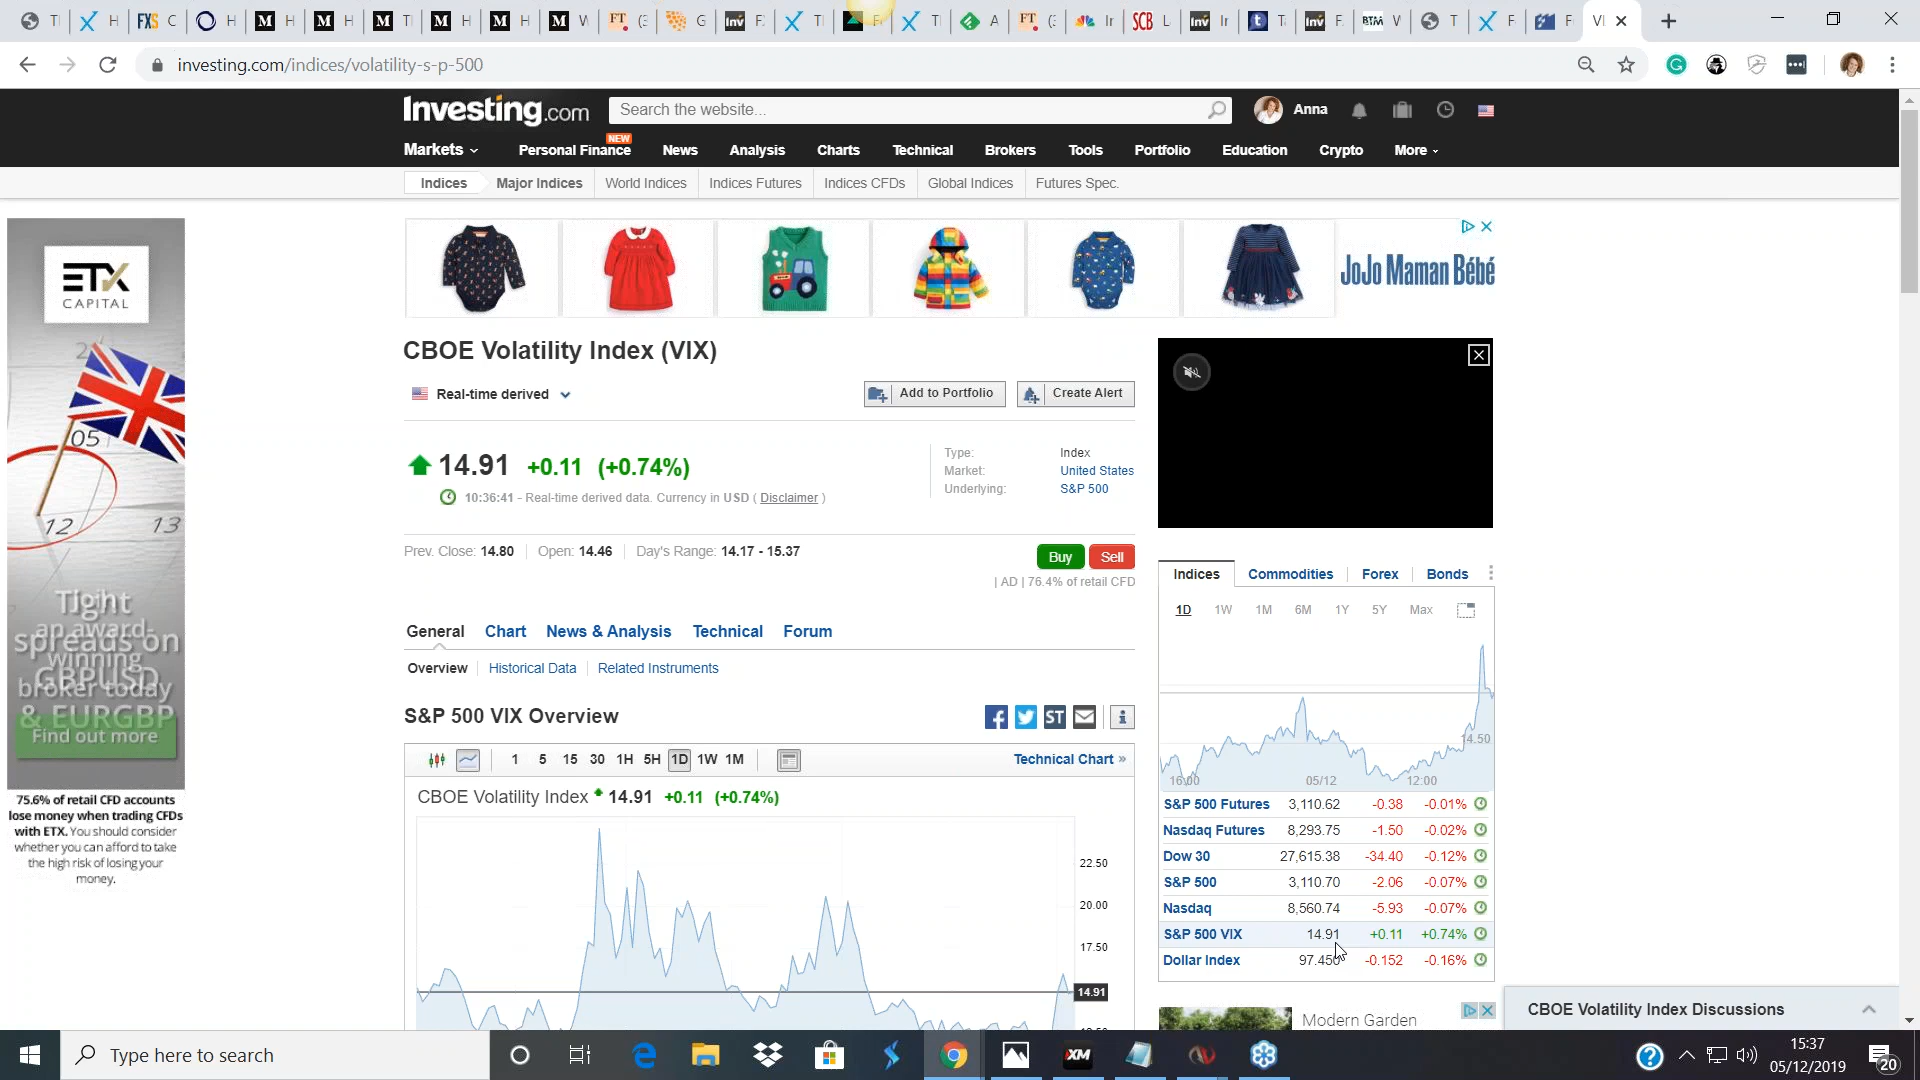 FXS
FT
Inv
FT
SCB
Inv
Inv
BTM
investing.com/indices/volatility-s-p-500
Investing.com
Search the website...
Anna
NEW
Markets
Personal Finance
News
Analysis
Charts
Technical
Brokers
Tools
Portfolio
Education
Crypto
More
Indices
Major Indices
World Indices
Indices Futures
Indices CFDs
Global Indices
Futures Spec.
ETX
CAPITAL
05
12
13
Find out more
75.6% of retail CFD accounts
lose money when trading CFDs
with ETX. You should consider
whether you can afford to take
the high risk of losing your
money.
JoJo Maman Bébé
CBOE Volatility Index (VIX)
Real-time derived
Add to Portfolio
Create Alert
14.91 +0.11 (+0.74%)
10:36:41 - Real-time derived data. Currency in USD ( Disclaimer )
Type: Index
Market: United States
Underlying: S&P 500
Prev. Close: 14.80
Open: 14.46
Day's Range: 14.17 - 15.37
Buy
Sell
| AD | 76.4% of retail CFD
General
Chart
News & Analysis
Technical
Forum
Overview
Historical Data
Related Instruments
S&P 500 VIX Overview
ST
1 5 15 30 1H 5H 1D 1W 1M
Technical Chart »
CBOE Volatility Index 14.91 +0.11 (+0.74%)
22.50
20.00
17.50
14.91
Indices
Commodities
Forex
Bonds
1D 1W 1M 6M 1Y 5Y Max
14.50
16:00 05/12 12:00
S&P 500 Futures 3,110.62 -0.38 -0.01%
Nasdaq Futures 8,293.75 -1.50 -0.02%
Dow 30 27,615.38 -34.40 -0.12%
S&P 500 3,110.70 -2.06 -0.07%
Nasdaq 8,560.74 -5.93 -0.07%
S&P 500 VIX 14.91 +0.11 +0.74%
Dollar Index 97.450 -0.152 -0.16%
Modern Garden
CBOE Volatility Index Discussions
Type here to search
XM
15:37
05/12/2019
20